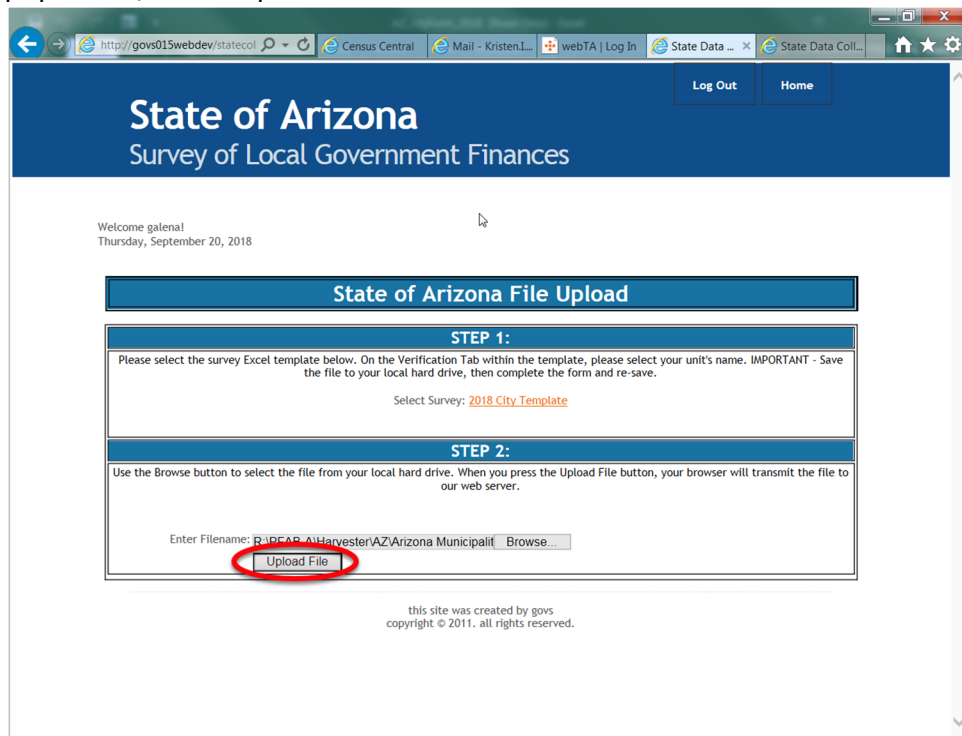 http://govs015webdev/statecol
Census Central
Mail - Kristen.I...
webTA | Log In
State Data ...
State Data Coll...
Log Out
Home
State of Arizona
Survey of Local Government Finances
Welcome galena!
Thursday, September 20, 2018
State of Arizona File Upload
STEP 1:
Please select the survey Excel template below. On the Verification Tab within the template, please select your unit's name. IMPORTANT - Save
the file to your local hard drive, then complete the form and re-save.
Select Survey: 2018 City Template
STEP 2:
Use the Browse button to select the file from your local hard drive. When you press the Upload File button, your browser will transmit the file to
our web server.
Enter Filename: R:\PFAB-A\Harvester\AZ\Arizona Municipalit Browse...
Upload File
this site was created by govs
copyright © 2011. all rights reserved.